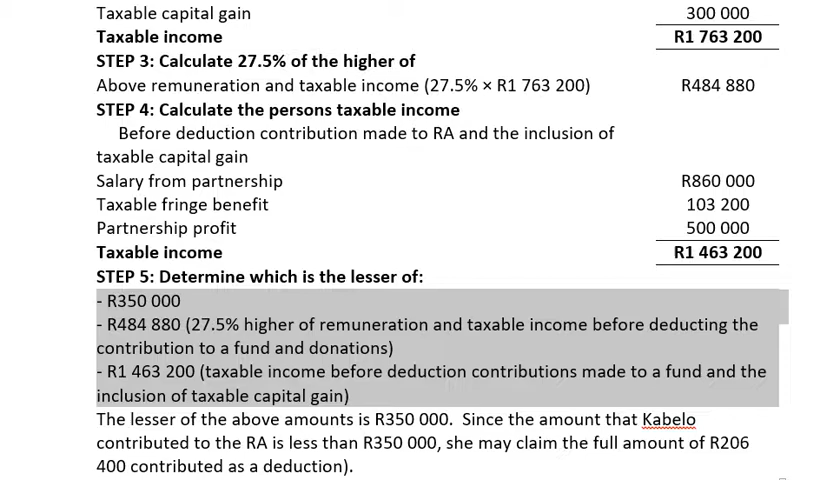 Taxable capital gain 300 000
Taxable income R1 763 200
STEP 3: Calculate 27.5% of the higher of
Above remuneration and taxable income (27.5% × R1 763 200) R484 880
STEP 4: Calculate the persons taxable income
Before deduction contribution made to RA and the inclusion of
taxable capital gain
Salary from partnership R860 000
Taxable fringe benefit 103 200
Partnership profit 500 000
Taxable income R1 463 200
STEP 5: Determine which is the lesser of:
- R350 000
- R484 880 (27.5% higher of remuneration and taxable income before deducting the
contribution to a fund and donations)
- R1 463 200 (taxable income before deduction contributions made to a fund and the
inclusion of taxable capital gain)
The lesser of the above amounts is R350 000. Since the amount that Kabelo
contributed to the RA is less than R350 000, she may claim the full amount of R206
400 contributed as a deduction).